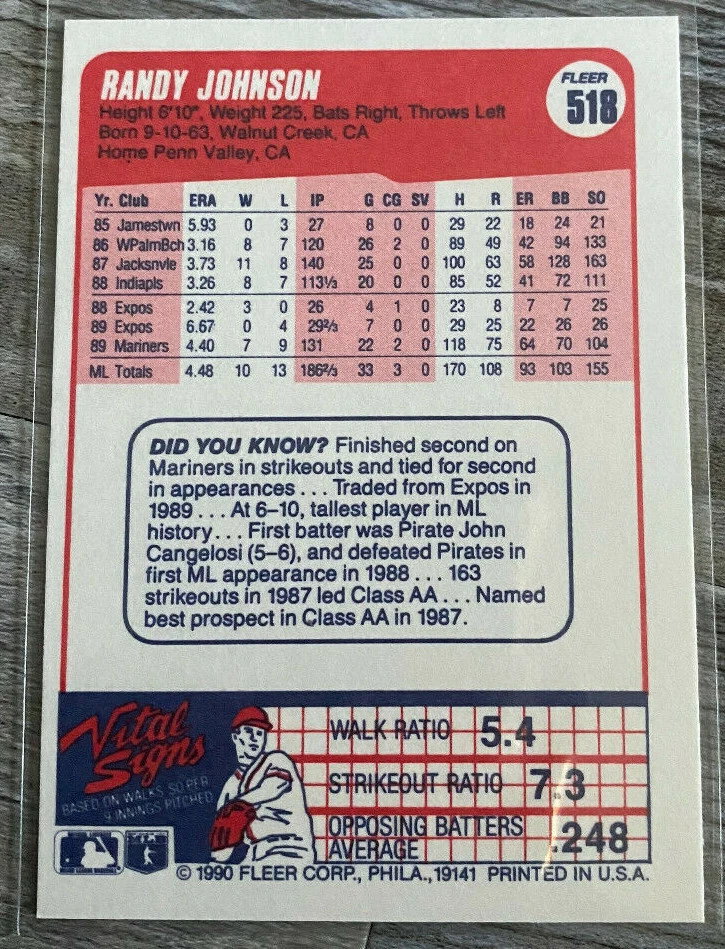 RANDY JOHNSON
FLEER
518
Height 6'10", Weight 225, Bats Right, Throws Left
Born 9-10-63, Walnut Creek, CA
Home Penn Valley, CA
Yr. Club ERA W L IP G CG SV H R ER BB SO
85 Jamestwn 5.93 0 3 27 8 0 0 29 22 18 24 21
86 WPalmBch 3.16 8 7 120 26 2 0 89 49 42 94 133
87 Jacksnvle 3.73 11 8 140 25 0 0 100 63 58 128 163
88 Indiapls 3.26 8 7 113⅓ 20 0 0 85 52 41 72 111
88 Expos 2.42 3 0 26 4 1 0 23 8 7 7 25
89 Expos 6.67 0 4 29⅔ 7 0 0 29 25 22 26 26
89 Mariners 4.40 7 9 131 22 2 0 118 75 64 70 104
ML Totals 4.48 10 13 186⅔ 33 3 0 170 108 93 103 155
DID YOU KNOW? Finished second on
Mariners in strikeouts and tied for second
in appearances . . . Traded from Expos in
1989 . . . At 6–10, tallest player in ML
history . . . First batter was Pirate John
Cangelosi (5–6), and defeated Pirates in
first ML appearance in 1988 . . . 163
strikeouts in 1987 led Class AA . . . Named
best prospect in Class AA in 1987.
Vital
Signs
BASED ON WALKS, SO PER
9 INNINGS PITCHED
WALK RATIO 5.4
STRIKEOUT RATIO 7.3
OPPOSING BATTERS
AVERAGE .248
© 1990 FLEER CORP., PHILA., 19141 PRINTED IN U.S.A.